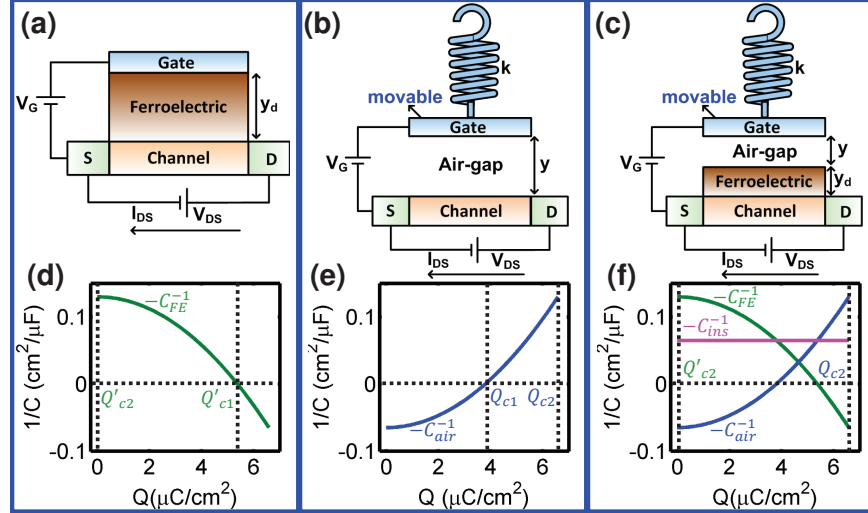 (a)
Gate
Ferroelectric
y_d
V_G
S
Channel
D
I_DS
V_DS
(b)
k
movable
Gate
Air-gap
y
V_G
S
Channel
D
I_DS
V_DS
(c)
k
movable
Gate
Air-gap
y
Ferroelectric
y_d
V_G
S
Channel
D
I_DS
V_DS
(d)
1/C (cm²/μF)
0.1
0
-0.1
−C_FE⁻¹
Q'_c2
Q'_c1
0
2
4
6
Q(μC/cm²)
(e)
1/C (cm²/μF)
0.1
0
-0.1
Q_c1
Q_c2
−C_air⁻¹
0
2
4
6
Q (μC/cm²)
(f)
1/C (cm²/μF)
0.1
0
-0.1
−C_FE⁻¹
−C_ins⁻¹
Q'_c2
Q_c2
−C_air⁻¹
0
2
4
6
Q (μC/cm²)